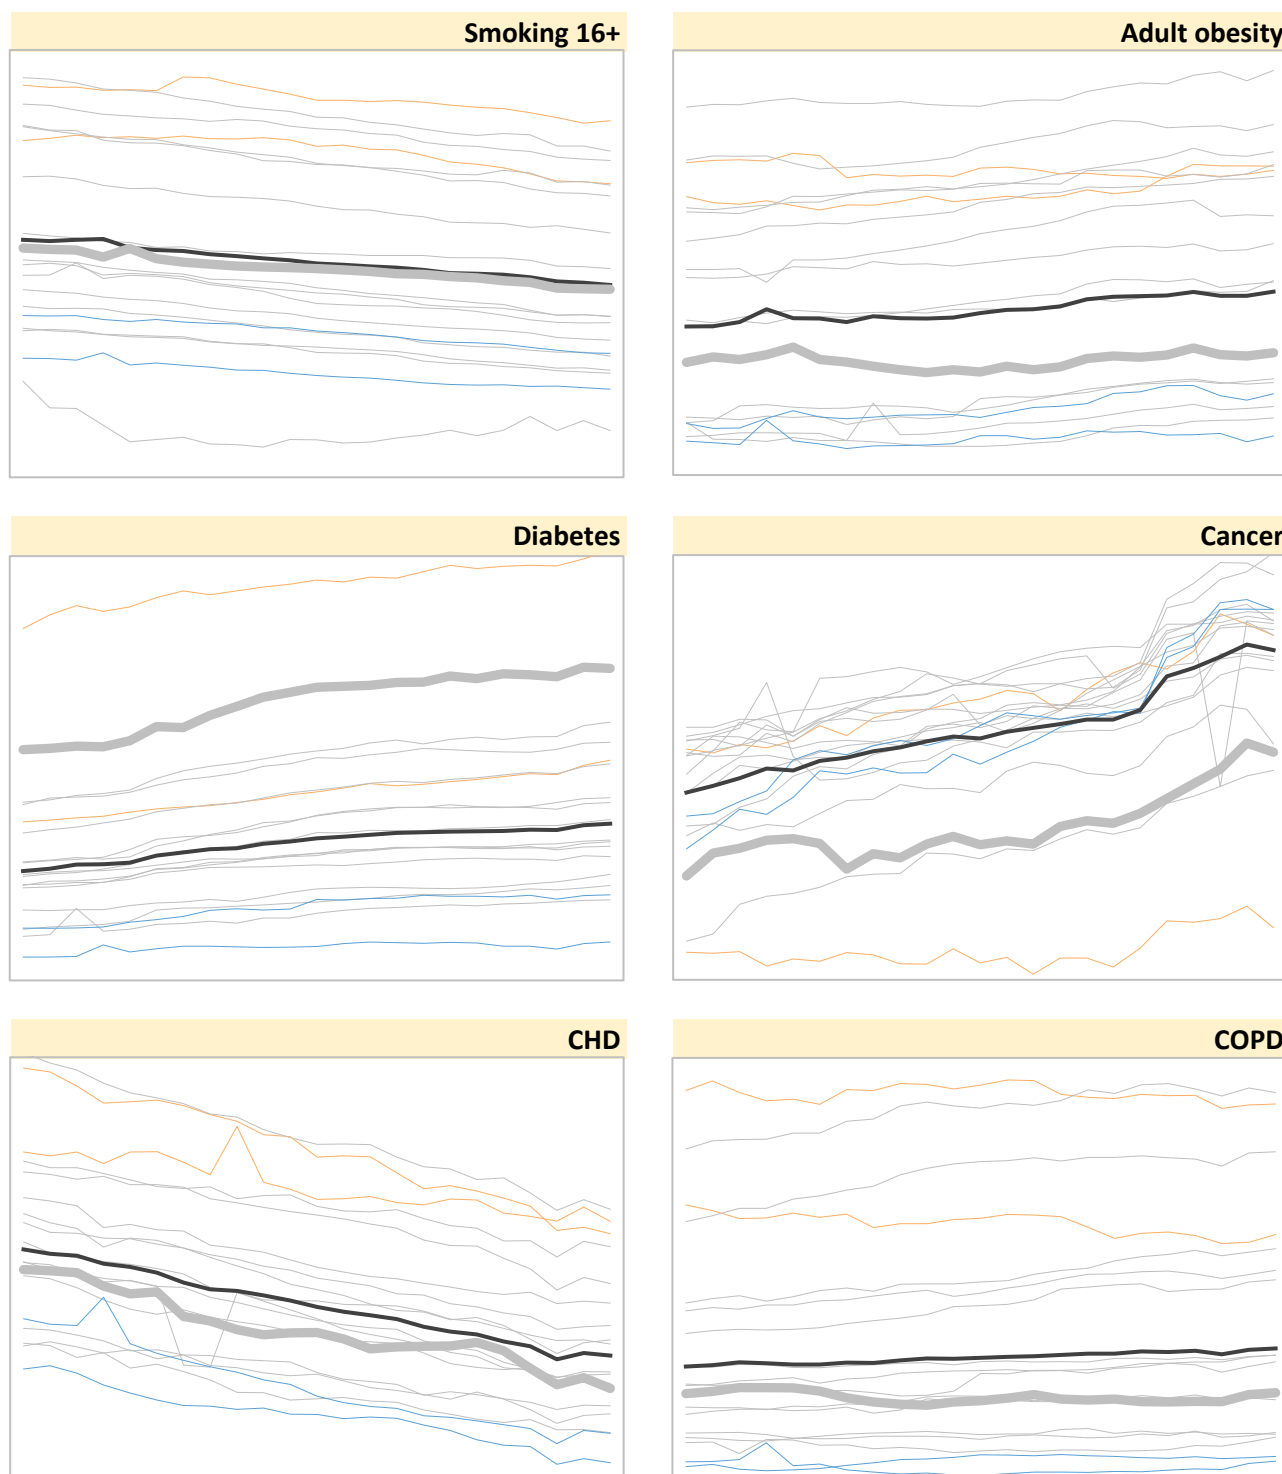 Smoking 16+
Adult obesity
Diabetes
Cancer
CHD
COPD